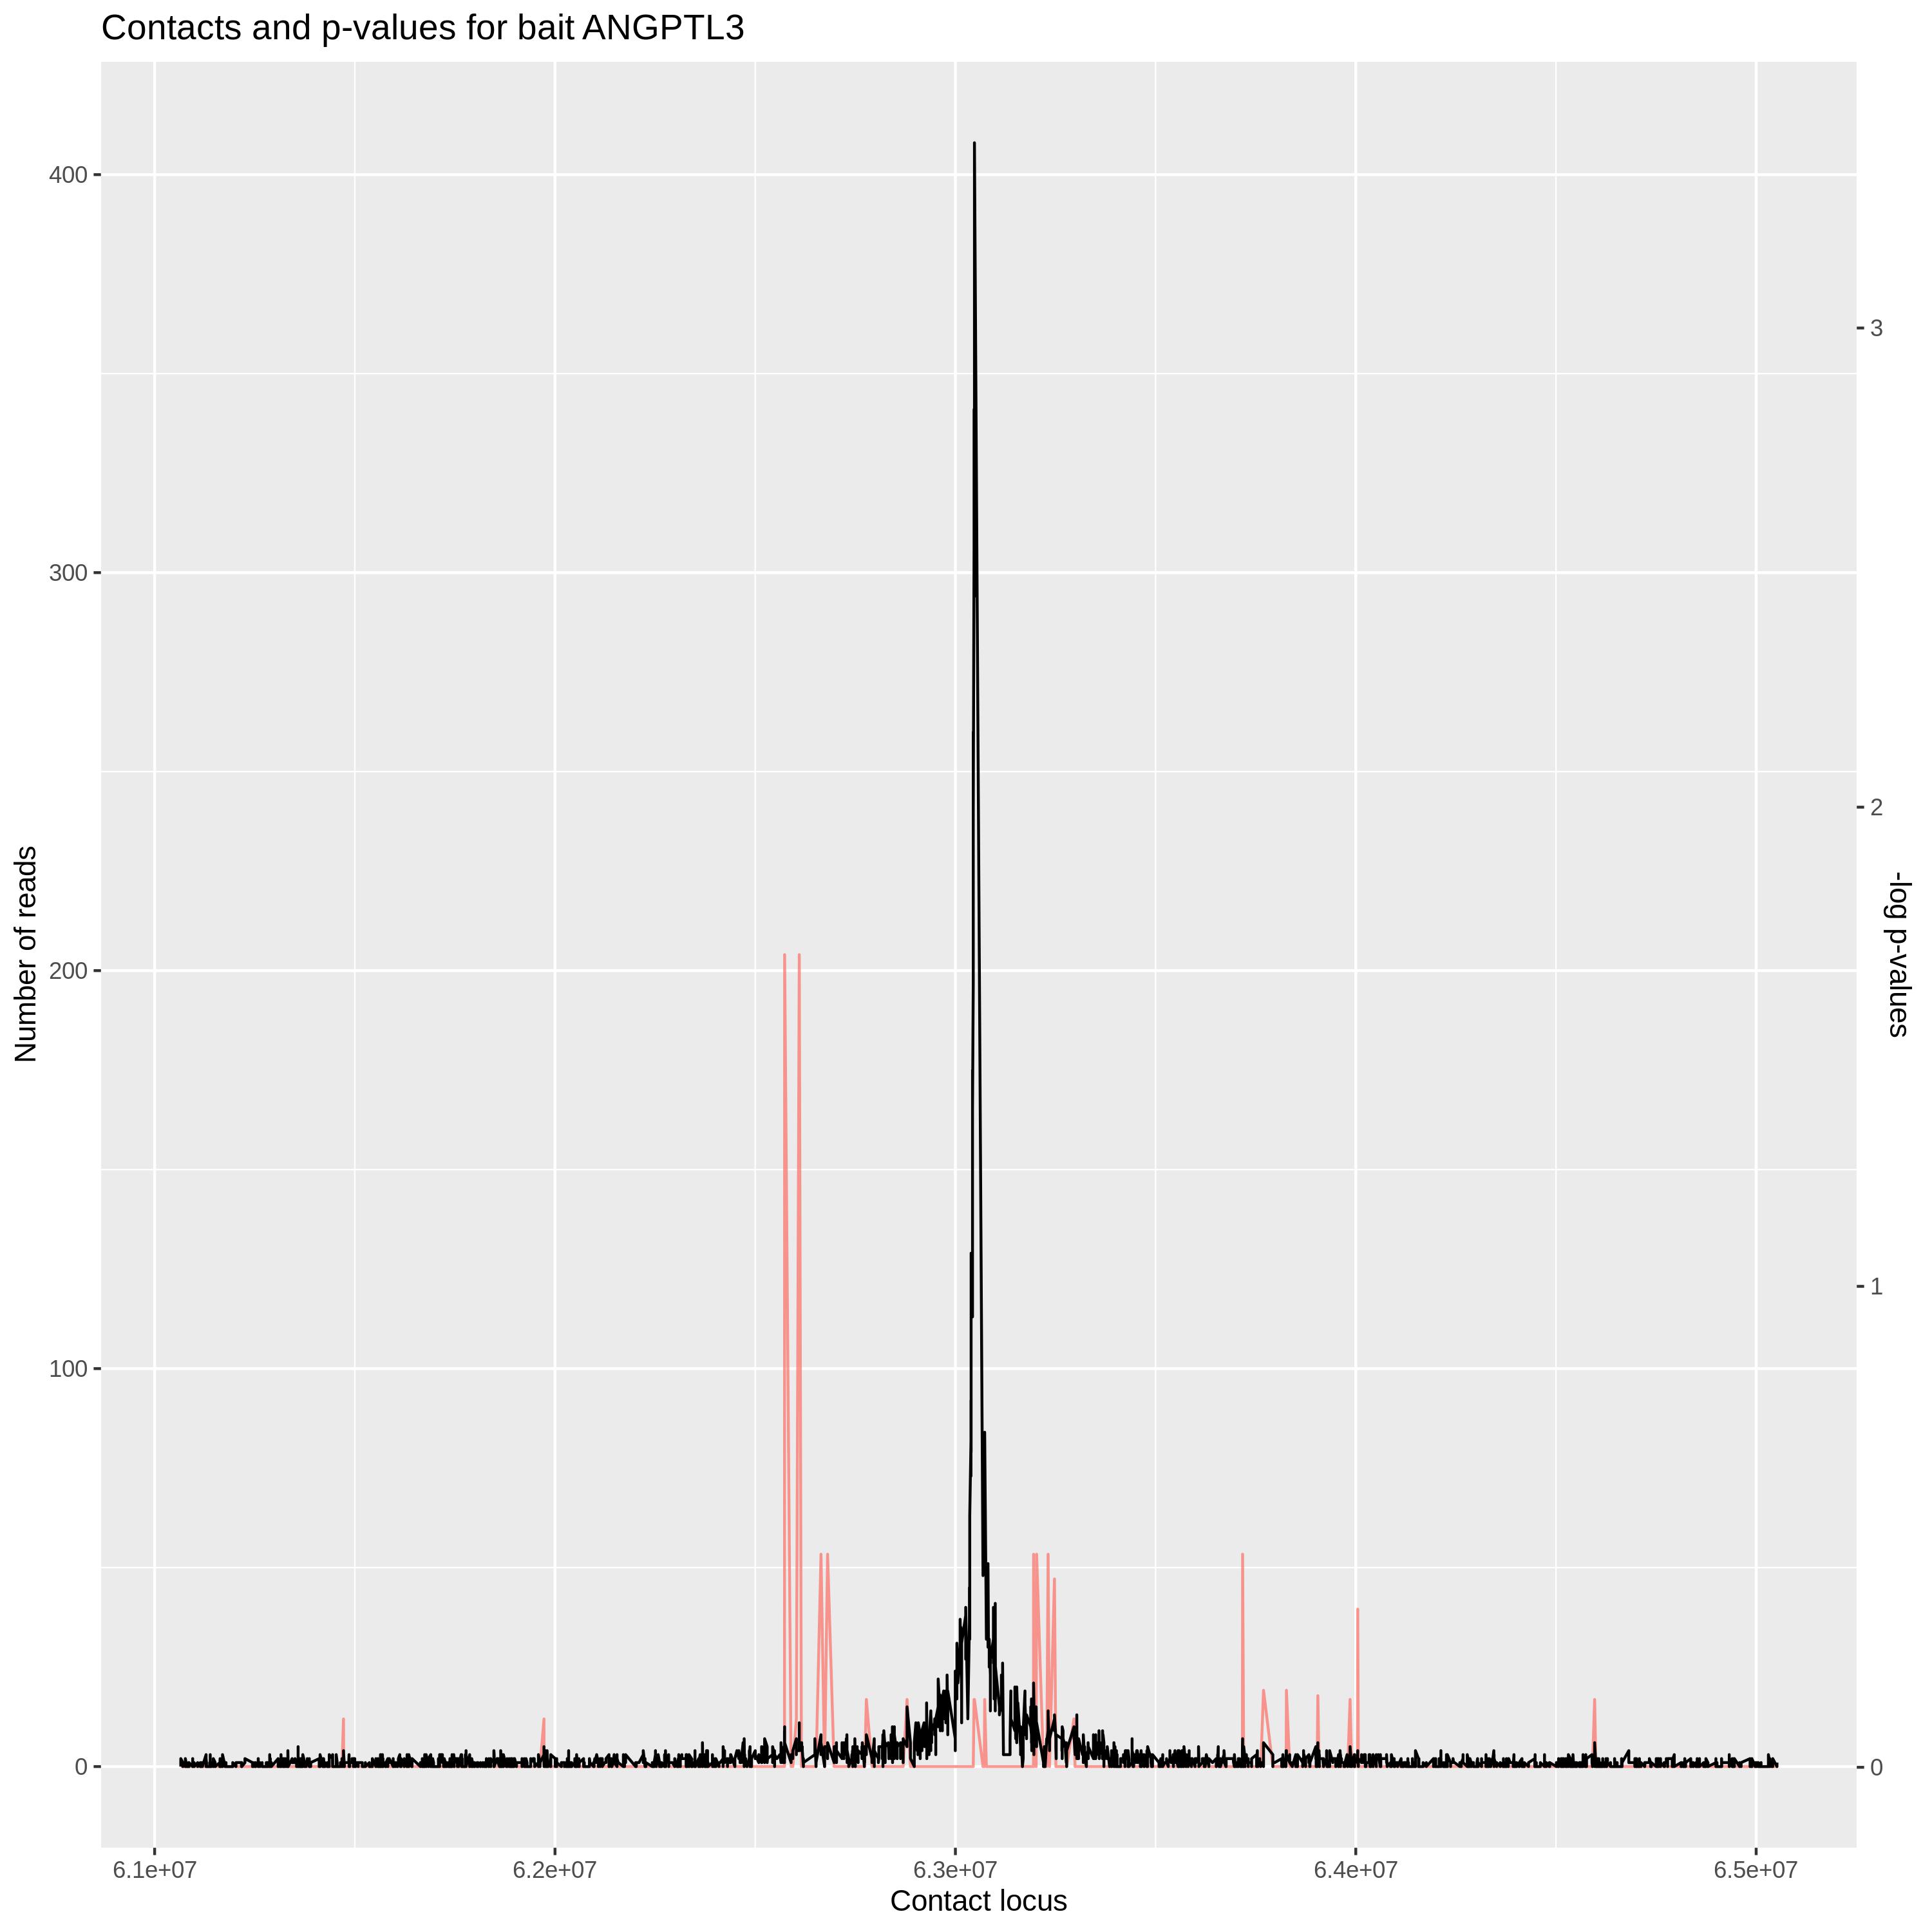 Contacts and p-values for bait ANGPTL3
400
300
200
100
0
Number of reads
3
2
1
0
-log p-values
6.1e+07
6.2e+07
6.3e+07
6.4e+07
6.5e+07
Contact locus